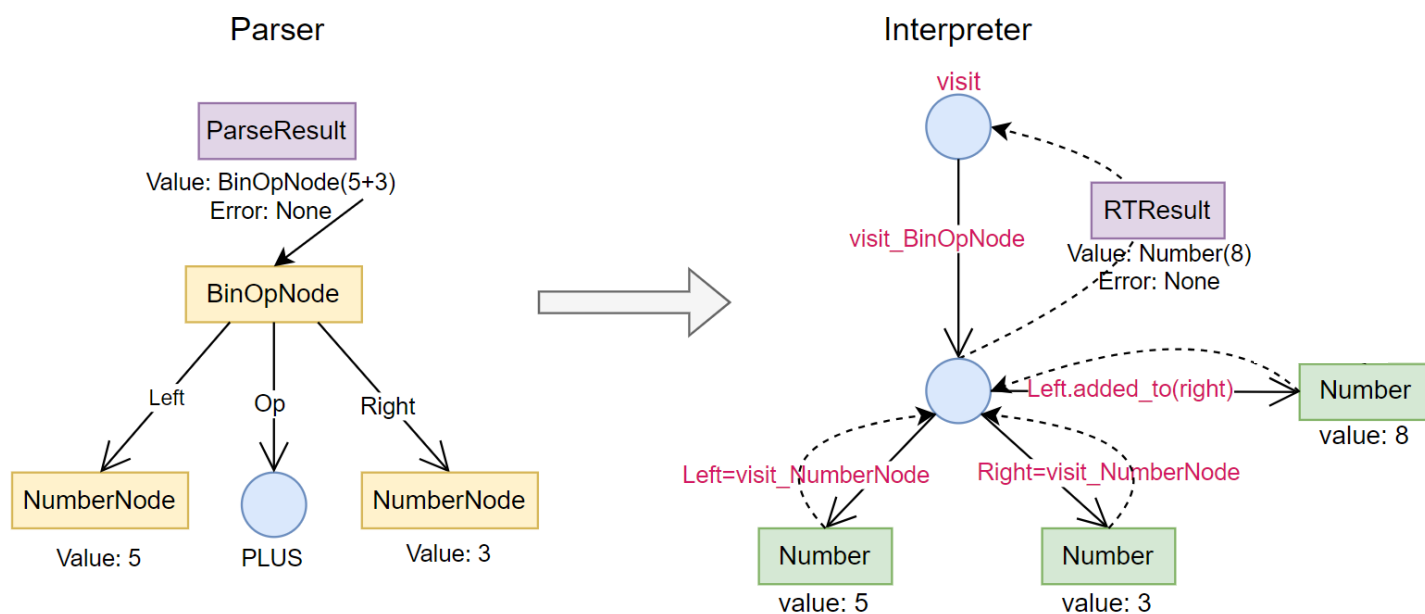 Parser
ParseResult
Value: BinOpNode(5+3)
Error: None
BinOpNode
Left
Op
Right
NumberNode
NumberNode
Value: 5
PLUS
Value: 3
Interpreter
visit
visit_BinOpNode
RTResult
Value: Number(8)
Error: None
Left.added_to(right)
Number
value: 8
Left=visit_NumberNode
Right=visit_NumberNode
Number
Number
value: 5
value: 3